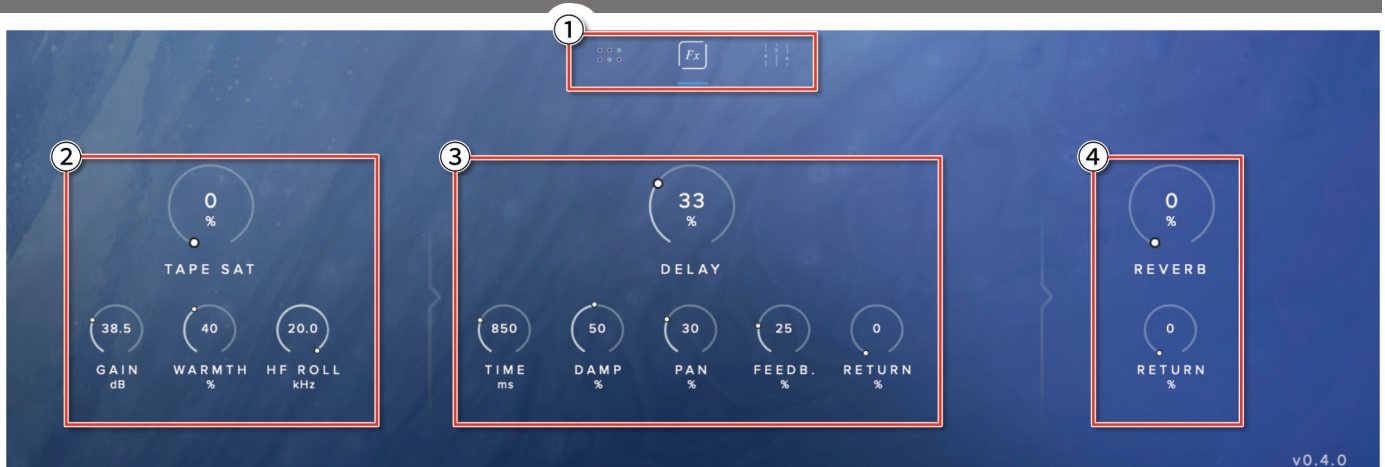 1
Fx
2
0
%
TAPE SAT
38.5
GAIN
dB
40
WARMTH
%
20.0
HF ROLL
kHz
3
33
%
DELAY
850
TIME
ms
50
DAMP
%
30
PAN
%
25
FEEDB.
%
0
RETURN
%
4
0
%
REVERB
0
RETURN
%
v0.4.0